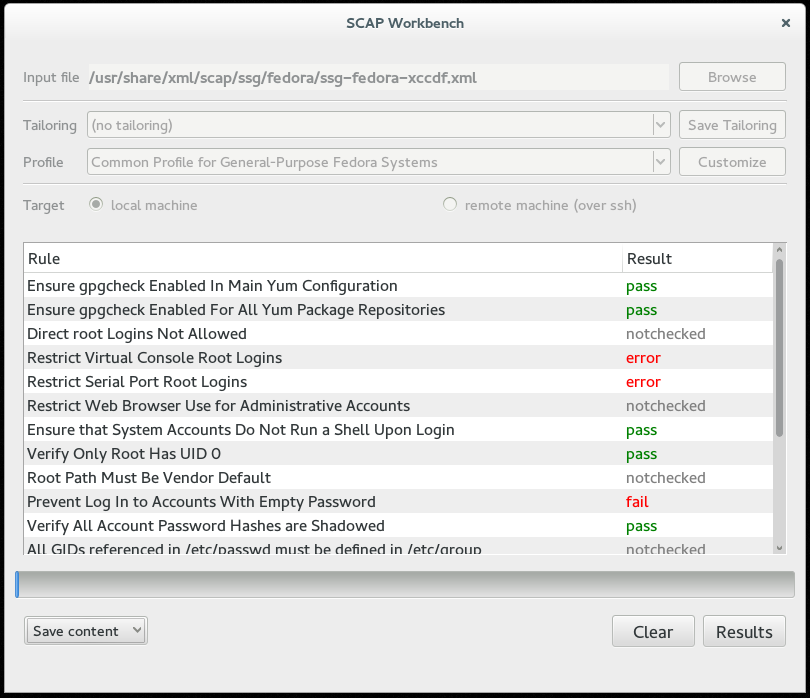 SCAP Workbench
Input file /usr/share/xml/scap/ssg/fedora/ssg-fedora-xccdf.xml Browse
Tailoring (no tailoring) Save Tailoring
Profile Common Profile for General-Purpose Fedora Systems Customize
Target local machine remote machine (over ssh)
Rule Result
Ensure gpgcheck Enabled In Main Yum Configuration pass
Ensure gpgcheck Enabled For All Yum Package Repositories pass
Direct root Logins Not Allowed notchecked
Restrict Virtual Console Root Logins error
Restrict Serial Port Root Logins error
Restrict Web Browser Use for Administrative Accounts notchecked
Ensure that System Accounts Do Not Run a Shell Upon Login pass
Verify Only Root Has UID 0 pass
Root Path Must Be Vendor Default notchecked
Prevent Log In to Accounts With Empty Password fail
Verify All Account Password Hashes are Shadowed pass
All GIDs referenced in /etc/passwd must be defined in /etc/group notchecked
Save content Clear Results